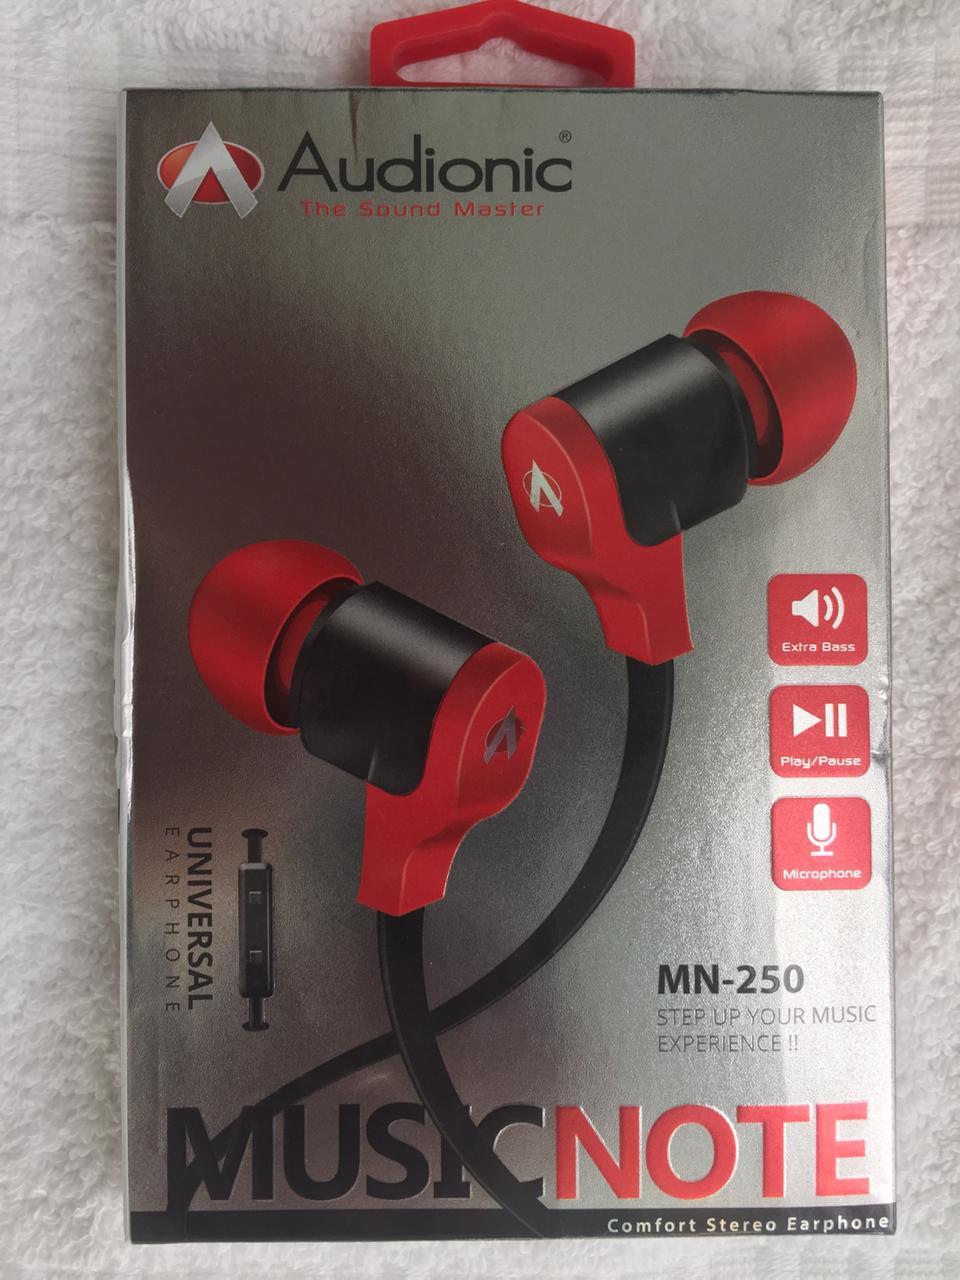 Audionic®
The Sound Master
Extra Bass
Play/Pause
Microphone
UNIVERSAL
EARPHONE
MN-250
STEP UP YOUR MUSIC
EXPERIENCE !!
MUSICNOTE
Comfort Stereo Earphone